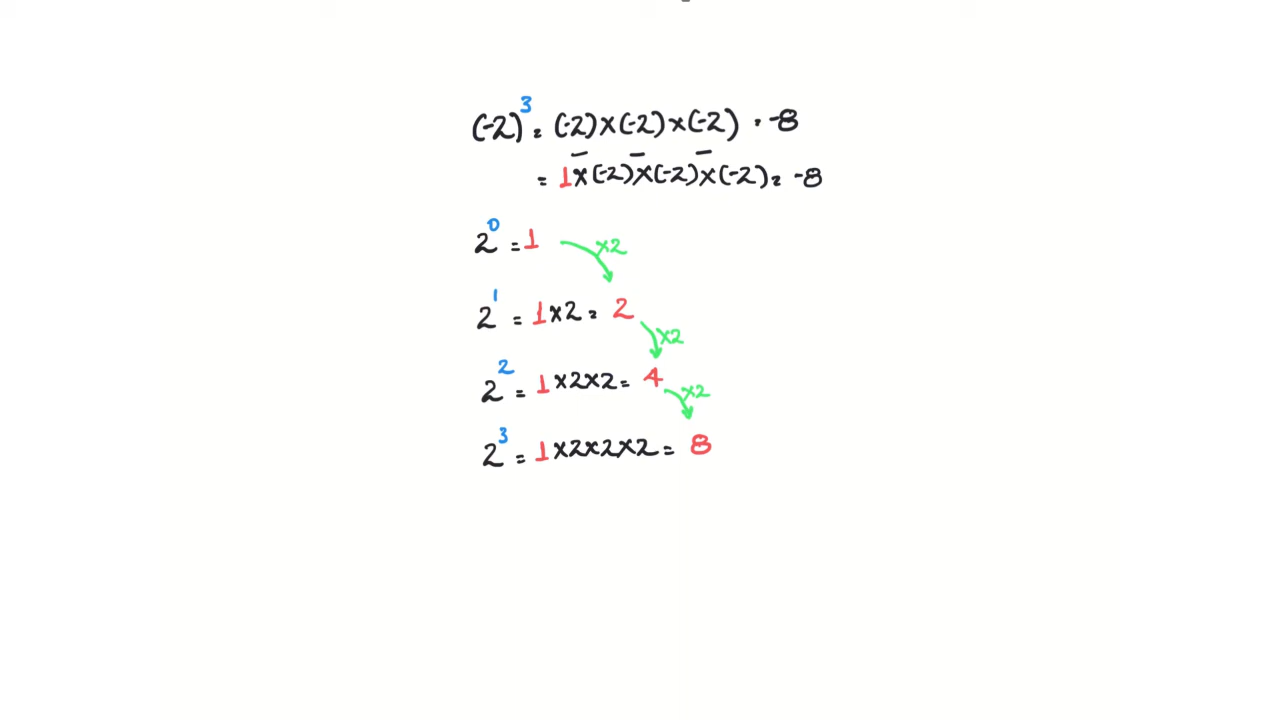 (-2)³ = (-2)×(-2)×(-2) = -8
= 1×(-2)×(-2)×(-2) = -8
2⁰ = 1 ×2
2¹ = 1×2 = 2
×2
2² = 1×2×2 = 4
×2
2³ = 1×2×2×2 = 8